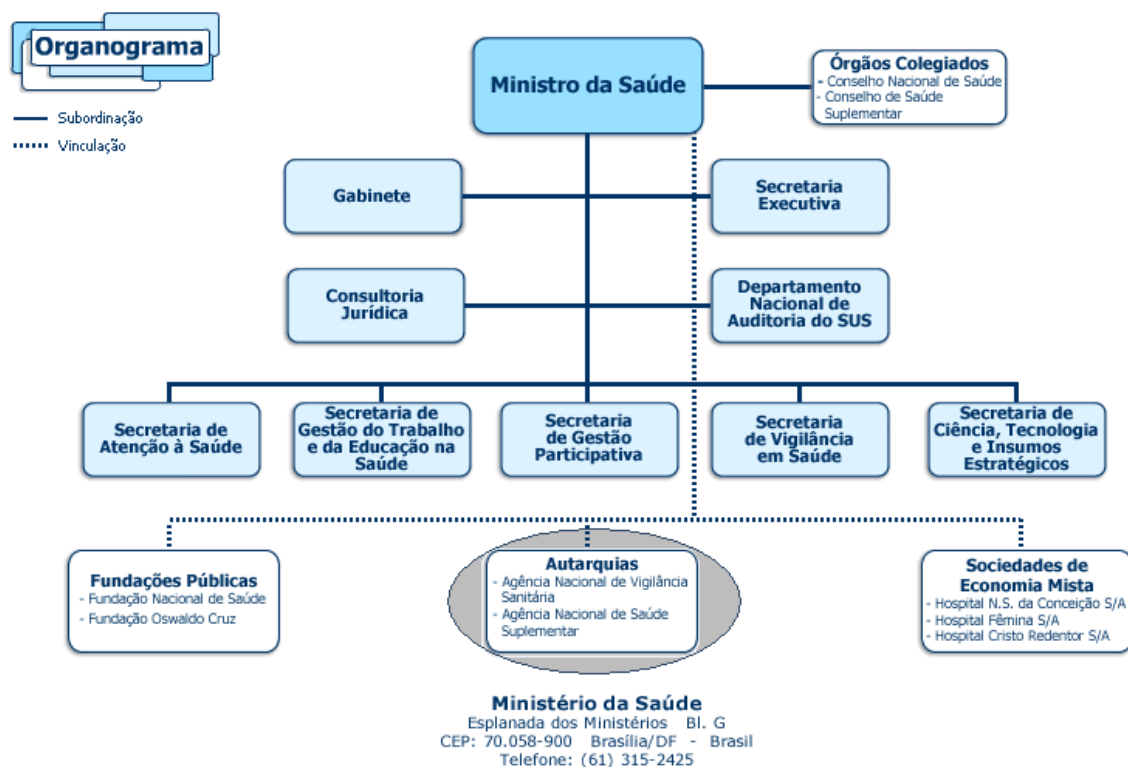 Organograma
Subordinação
Vinculação
Ministro da Saúde
Órgãos Colegiados
- Conselho Nacional de Saúde
- Conselho de Saúde
Suplementar
Gabinete
Secretaria
Executiva
Consultoria
Jurídica
Departamento
Nacional de
Auditoria do SUS
Secretaria de
Atenção à Saúde
Secretaria de
Gestão do Trabalho
e da Educação na
Saúde
Secretaria
de Gestão
Participativa
Secretaria
de Vigilância
em Saúde
Secretaria de
Ciência, Tecnologia
e Insumos
Estratégicos
Fundações Públicas
- Fundação Nacional de Saúde
- Fundação Oswaldo Cruz
Autarquias
- Agência Nacional de Vigilância
Sanitária
- Agência Nacional de Saúde
Suplementar
Sociedades de
Economia Mista
- Hospital N.S. da Conceição S/A
- Hospital Fêmina S/A
- Hospital Cristo Redentor S/A
Ministério da Saúde
Esplanada dos Ministérios Bl. G
CEP: 70.058-900 Brasília/DF - Brasil
Telefone: (61) 315-2425